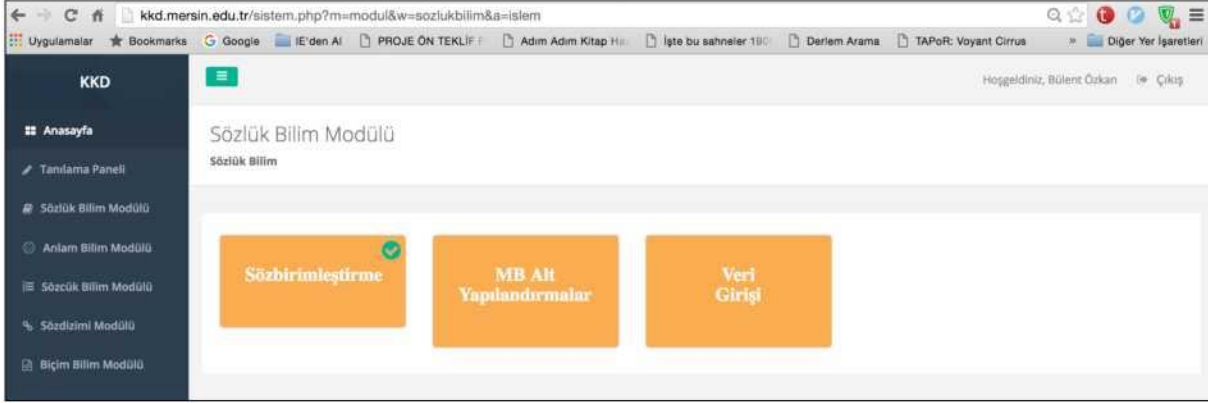 kkd.mersin.edu.tr/sistem.php?m=modul&w=sozlukbilim&a=islem
Uygulamalar Bookmarks Google IE'den Al PROJE ÖN TEKLİF Adım Adım Kitap İşte bu sahneler Derlem Arama TAPoR: Voyant Cirrus » Diğer Yer İşaretleri
KKD
Hoşgeldiniz, Bülent Özkan Çıkış
Anasayfa
Tanılama Paneli
Sözlük Bilim Modülü
Anlam Bilim Modülü
Sözcük Bilim Modülü
Sözdizimi Modülü
Biçim Bilim Modülü
Sözlük Bilim Modülü
Sözlük Bilim
Sözbirimleştirme
MB Alt
Yapılandırmalar
Veri
Girişi